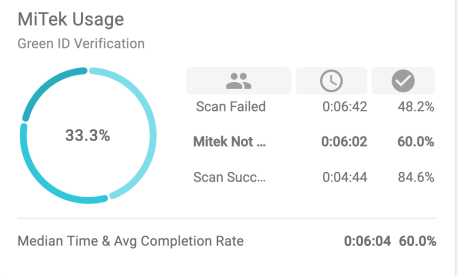 MiTek Usage
Green ID Verification
33.3%
Scan Failed 0:06:42 48.2%
Mitek Not ... 0:06:02 60.0%
Scan Succ... 0:04:44 84.6%
Median Time & Avg Completion Rate 0:06:04 60.0%